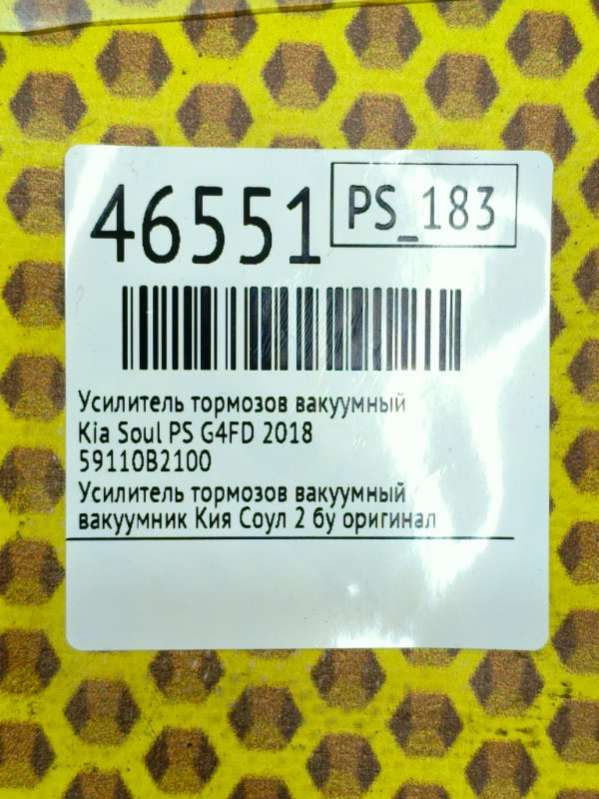 46551 PS_183
Усилитель тормозов вакуумный
Kia Soul PS G4FD 2018
59110B2100
Усилитель тормозов вакуумный
вакуумник Кия Соул 2 бу оригинал